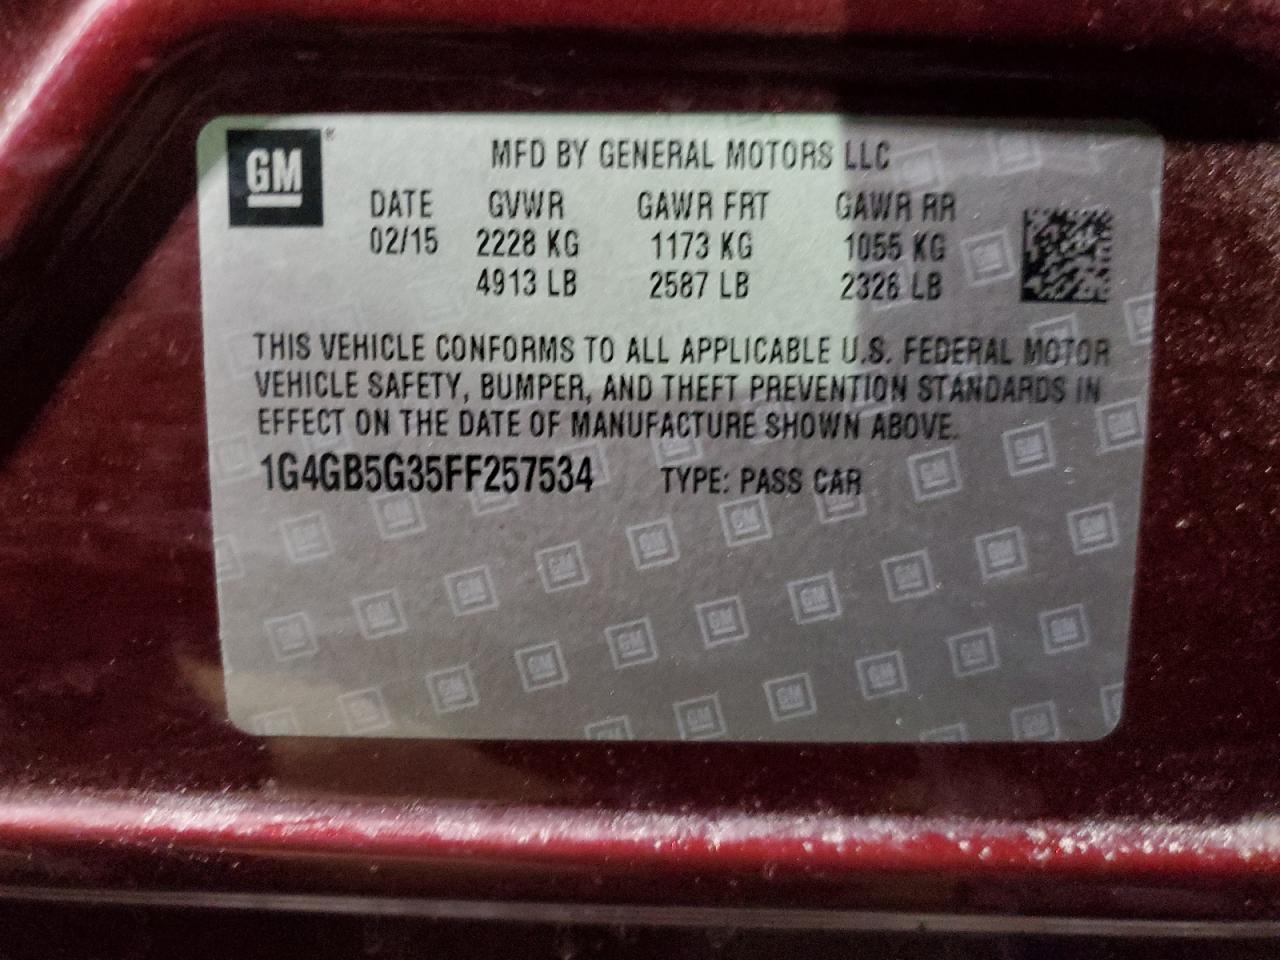 GM®
MFD BY GENERAL MOTORS LLC
DATE GVWR GAWR FRT GAWR RR
02/15 2228 KG 1173 KG 1055 KG
4913 LB 2587 LB 2326 LB
THIS VEHICLE CONFORMS TO ALL APPLICABLE U.S. FEDERAL MOTOR
VEHICLE SAFETY, BUMPER, AND THEFT PREVENTION STANDARDS IN
EFFECT ON THE DATE OF MANUFACTURE SHOWN ABOVE.
1G4GB5G35FF257534 TYPE: PASS CAR